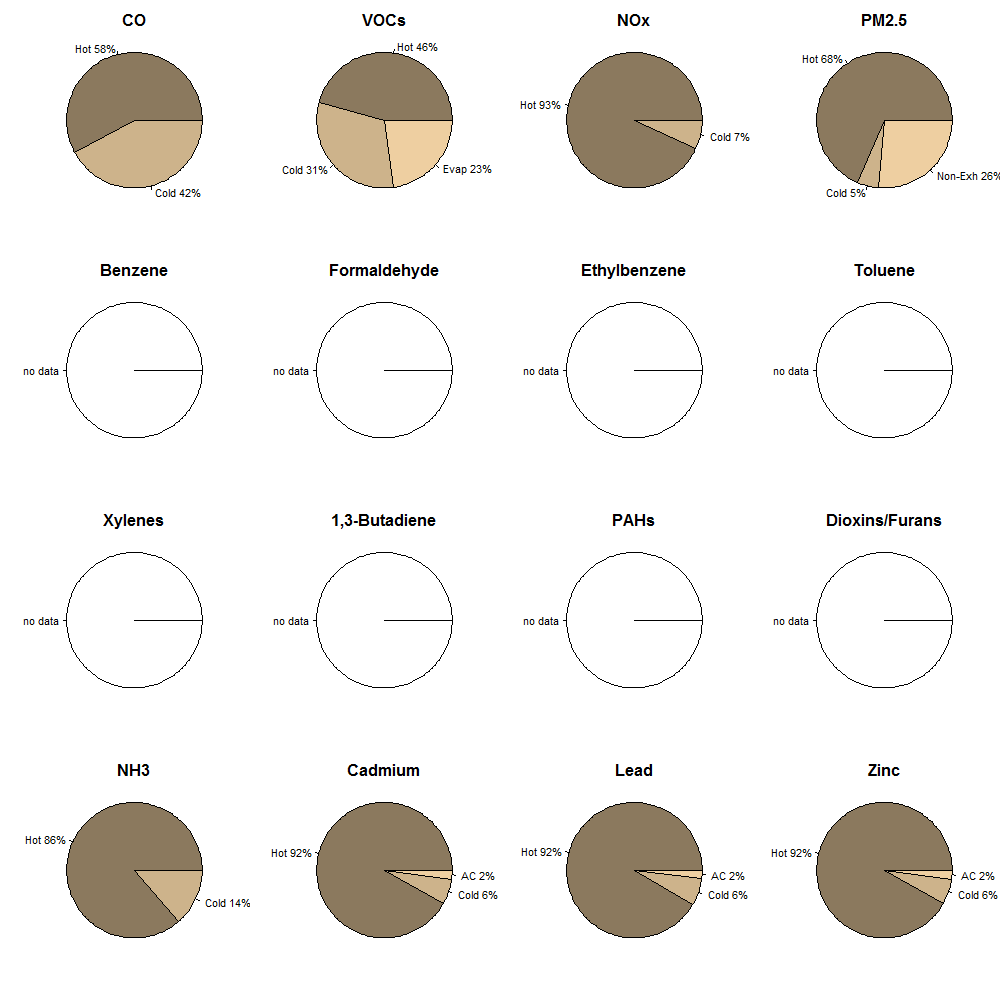 CO
VOCs
NOx
PM2.5
Hot 58%
Cold 42%
Hot 46%
Cold 31%
Evap 23%
Hot 93%
Cold 7%
Hot 68%
Cold 5%
Non-Exh 26%
Benzene
Formaldehyde
Ethylbenzene
Toluene
no data
no data
no data
no data
Xylenes
1,3-Butadiene
PAHs
Dioxins/Furans
no data
no data
no data
no data
NH3
Cadmium
Lead
Zinc
Hot 86%
Cold 14%
Hot 92%
AC 2%
Cold 6%
Hot 92%
AC 2%
Cold 6%
Hot 92%
AC 2%
Cold 6%